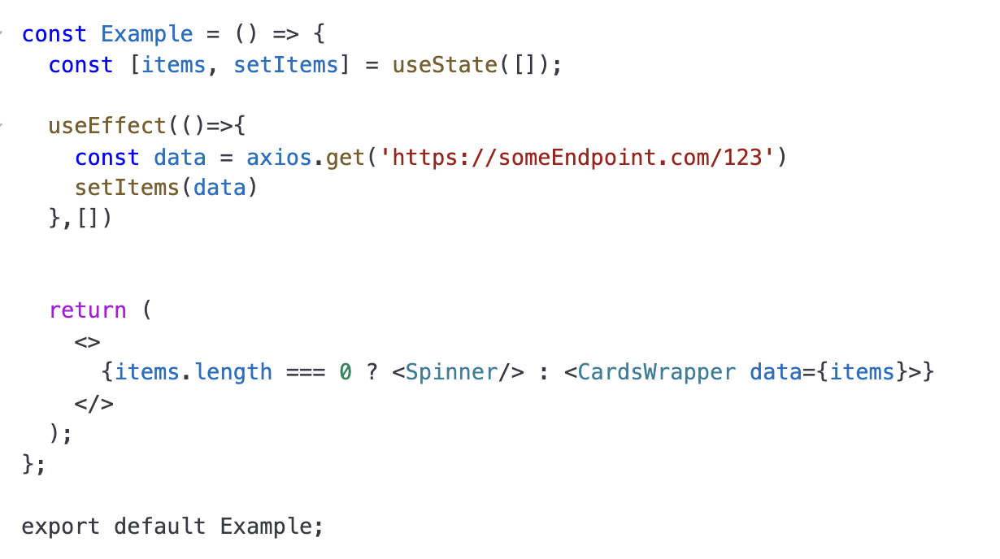 const Example = () => {
  const [items, setItems] = useState([]);
  useEffect(()=>{
    const data = axios.get('https://someEndpoint.com/123')
    setItems(data)
  },[])
  return (
    <>
      {items.length === 0 ? <Spinner/> : <CardsWrapper data={items}>}
    </>
  );
};
export default Example;